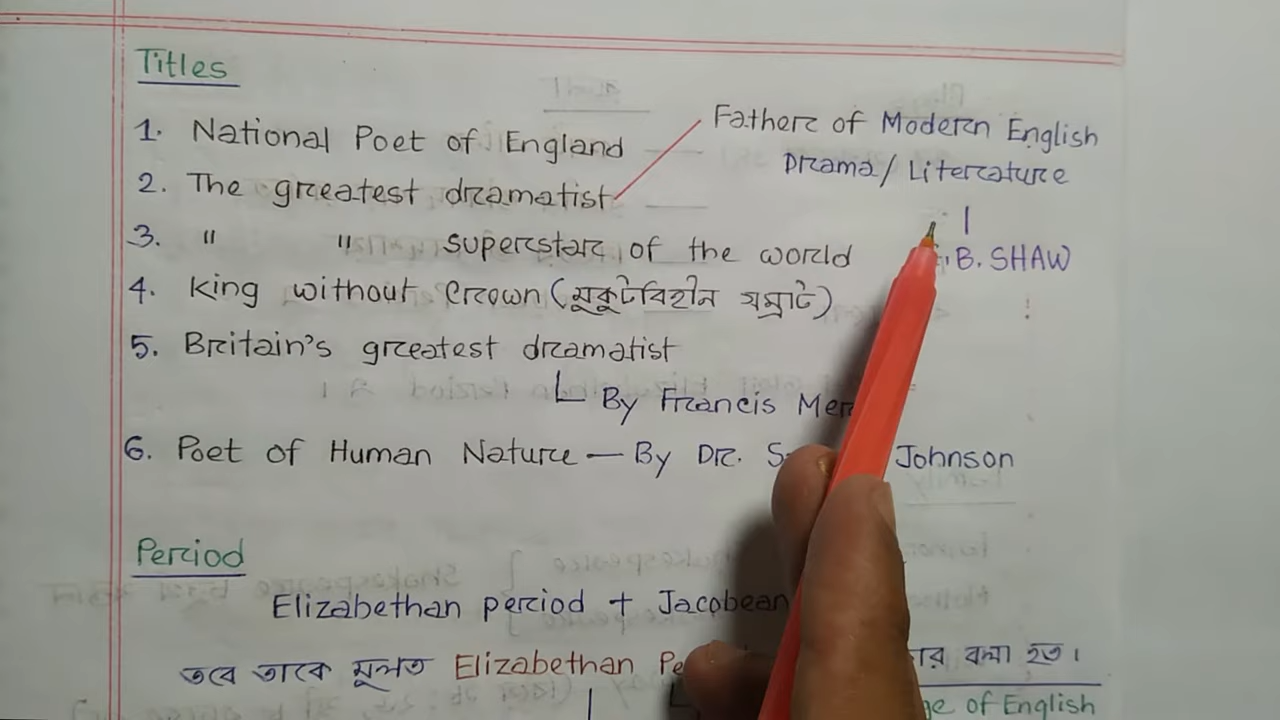 Titles
1. National Poet of England
2. The greatest dramatist
Father of Modern English
Drama/Literature
B. SHAW
3. " " superstar of the world
4. King without Crown (মুকুটবিহীন সম্রাট)
5. Britain's greatest dramatist
By Francis
6. Poet of Human Nature — By Dr. Johnson
Period
Elizabethan period + Jacobean
তবে তাকে মূলত Elizabethan বলা হত।
of English